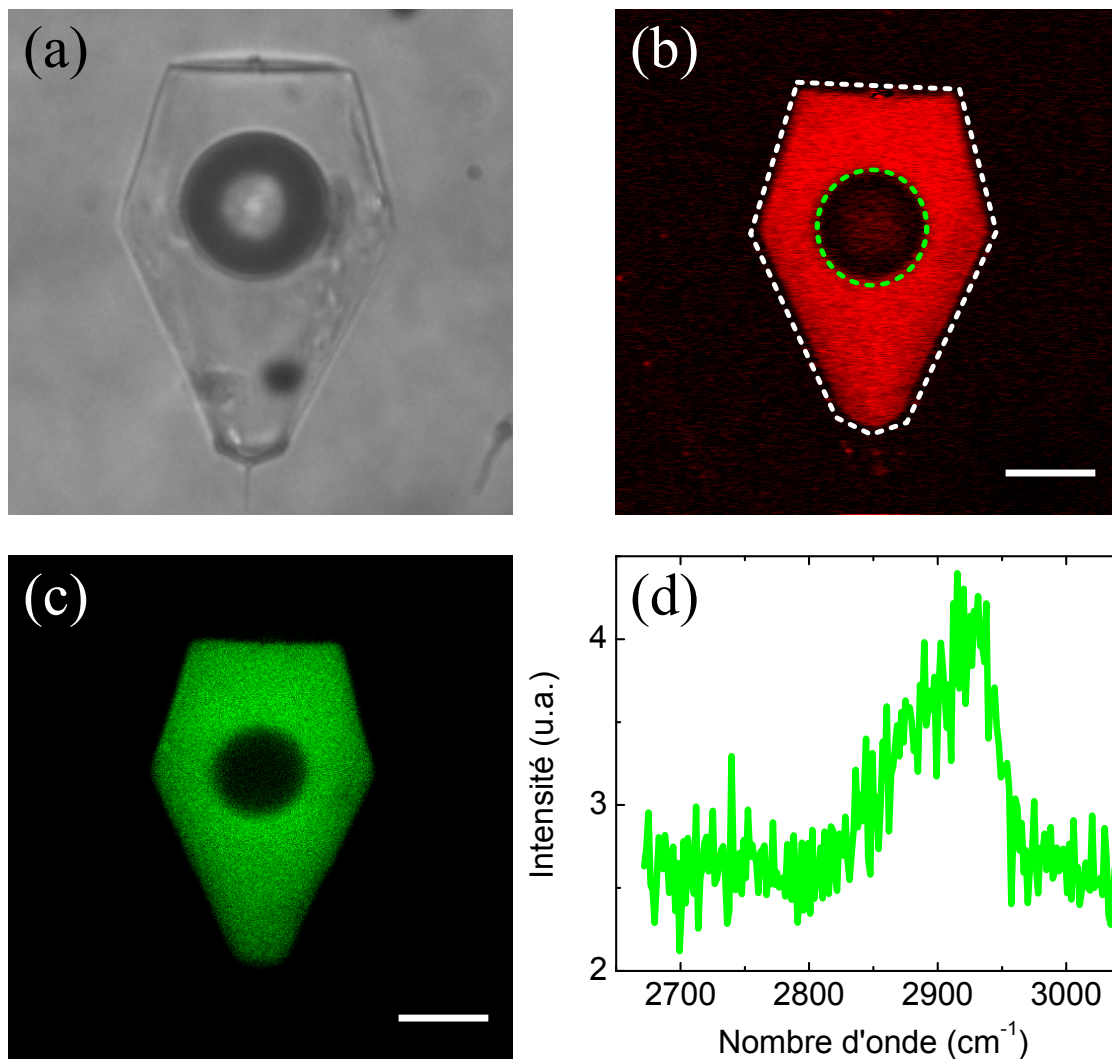 (a)
(b)
(c)
(d)
4
3
2
Intensité (u.a.)
2700 2800 2900 3000
Nombre d'onde (cm⁻¹)